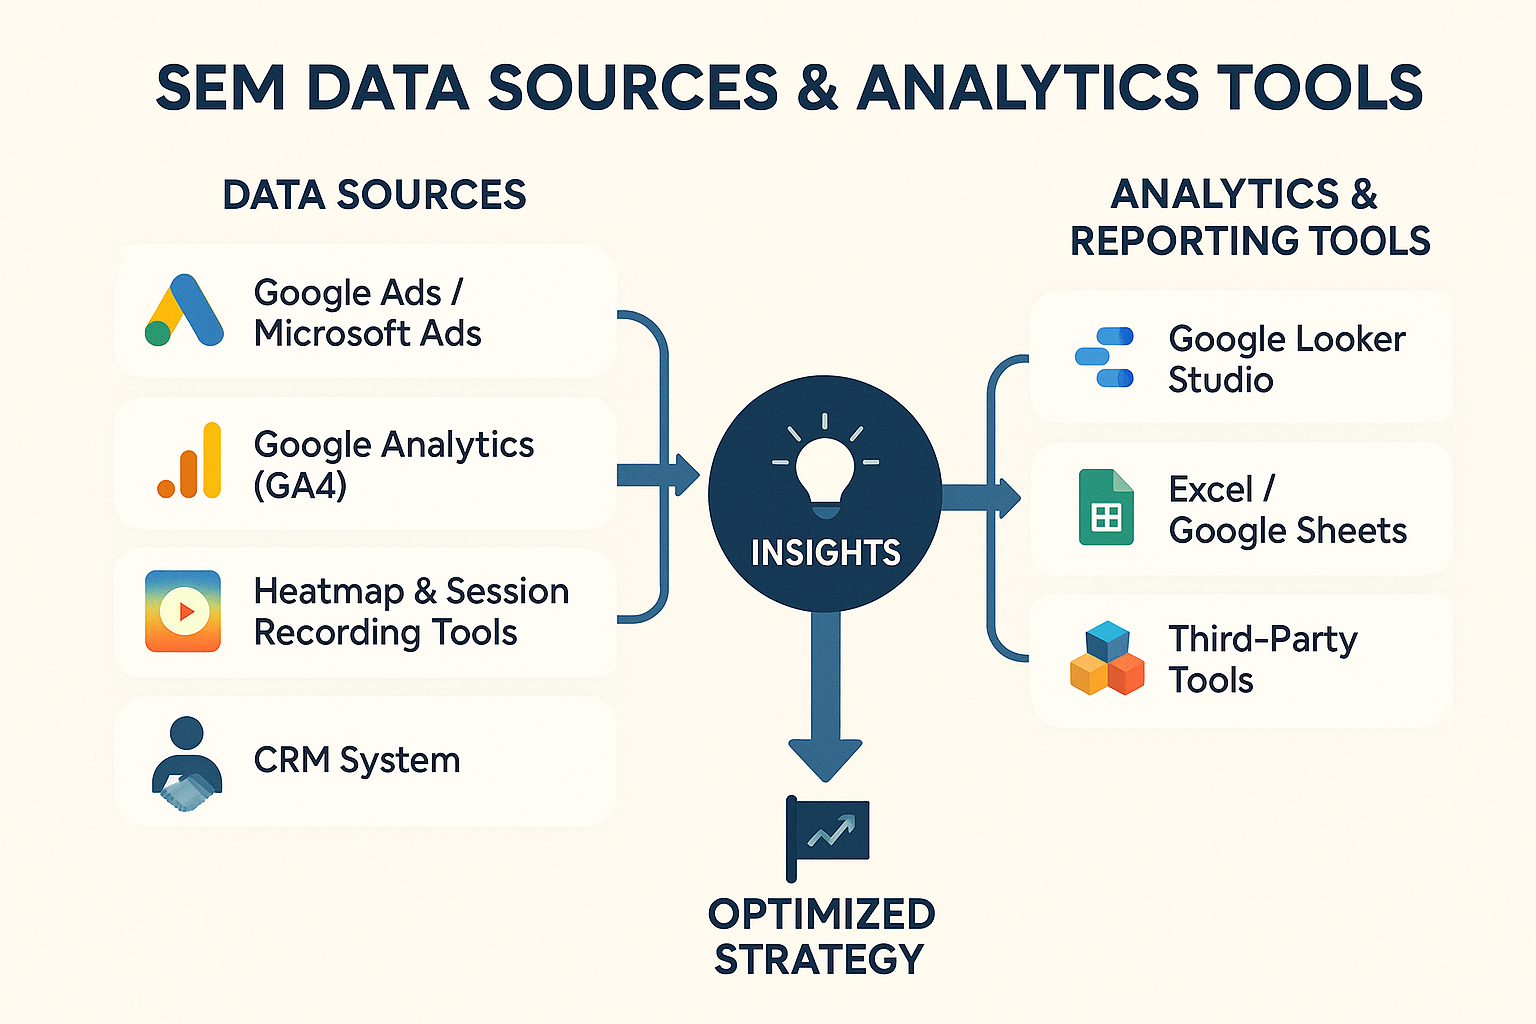 SEM DATA SOURCES & ANALYTICS TOOLS
DATA SOURCES
Google Ads /
Microsoft Ads
Google Analytics
(GA4)
Heatmap & Session
Recording Tools
CRM System
INSIGHTS
OPTIMIZED
STRATEGY
ANALYTICS &
REPORTING TOOLS
Google Looker
Studio
Excel /
Google Sheets
Third-Party
Tools